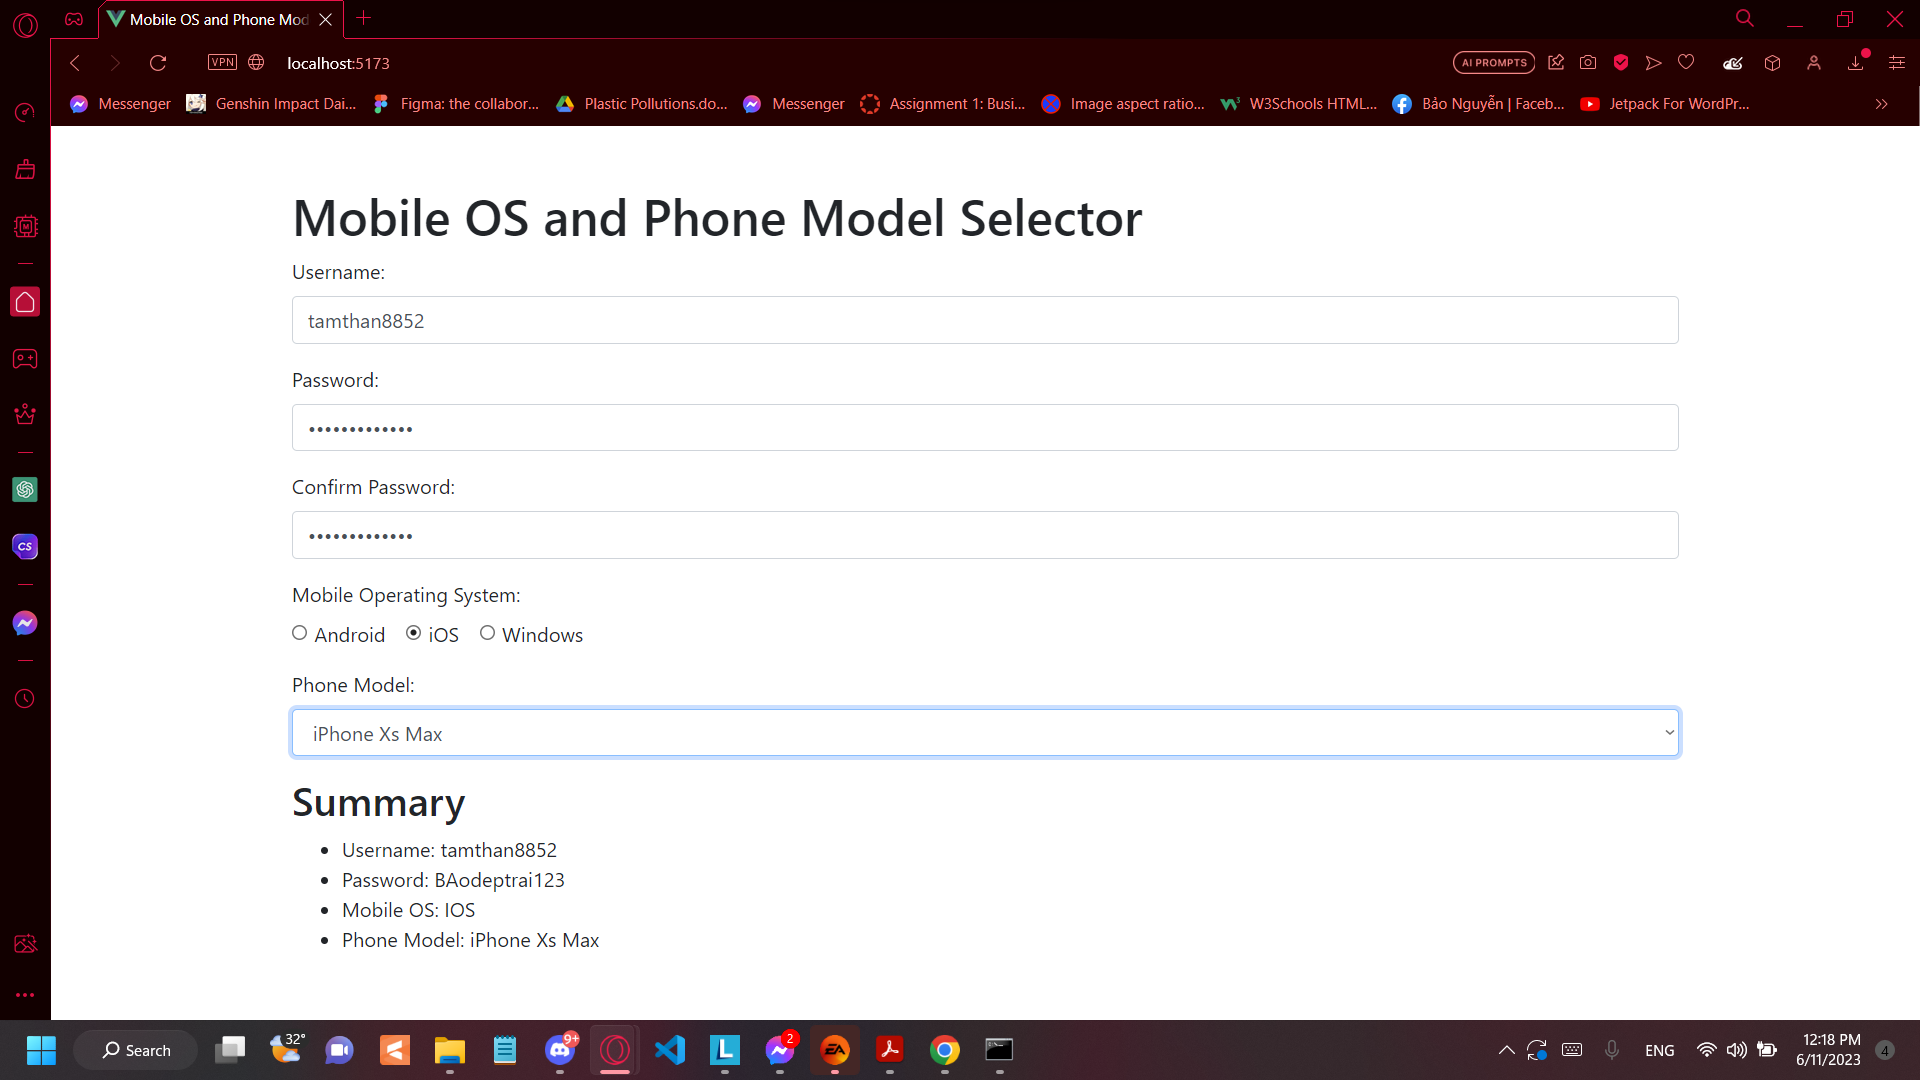 Mobile OS and Phone Mod
VPN
localhost:5173
AI PROMPTS
Messenger
Genshin Impact Dai...
Figma: the collabor...
Plastic Pollutions.do...
Messenger
Assignment 1: Busi...
Image aspect ratio...
W3Schools HTML...
Bảo Nguyễn | Faceb...
Jetpack For WordPr...
M
CS
Mobile OS and Phone Model Selector
Username:
tamthan8852
Password:
•••••••••••••
Confirm Password:
•••••••••••••
Mobile Operating System:
Android iOS Windows
Phone Model:
iPhone Xs Max
Summary
Username: tamthan8852
Password: BAodeptrai123
Mobile OS: IOS
Phone Model: iPhone Xs Max
Search
32°
9+
L
2
EA
ENG
12:18 PM
6/11/2023
4